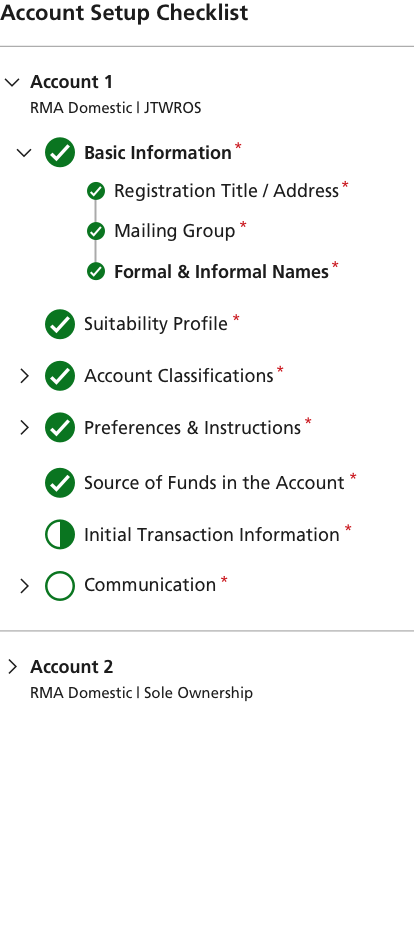 Account Setup Checklist
Account 1
RMA Domestic | JTWROS
Basic Information *
Registration Title / Address *
Mailing Group *
Formal & Informal Names *
Suitability Profile *
Account Classifications *
Preferences & Instructions *
Source of Funds in the Account *
Initial Transaction Information *
Communication *
Account 2
RMA Domestic | Sole Ownership